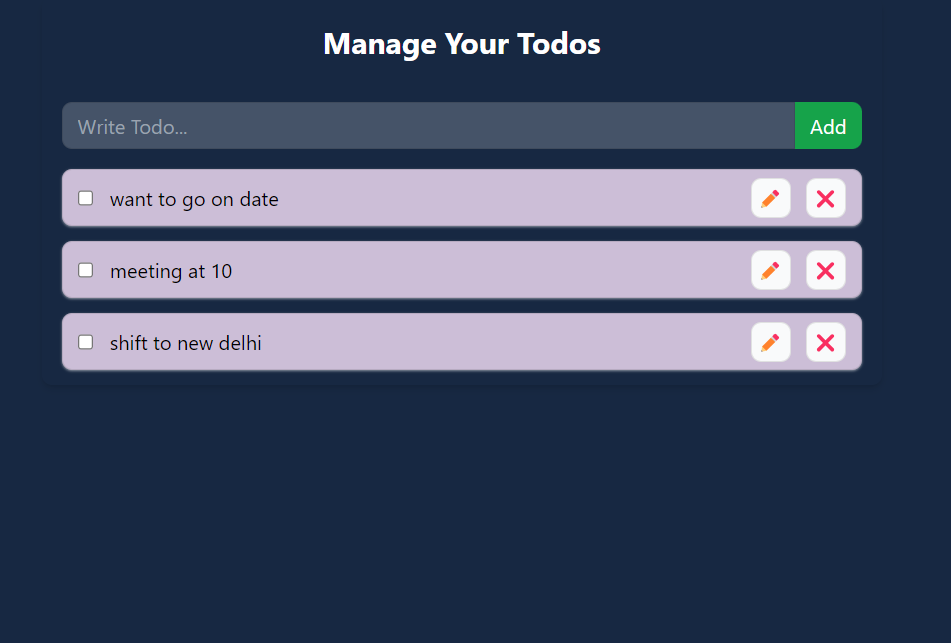 Manage Your Todos
Write Todo...
Add
want to go on date
meeting at 10
shift to new delhi